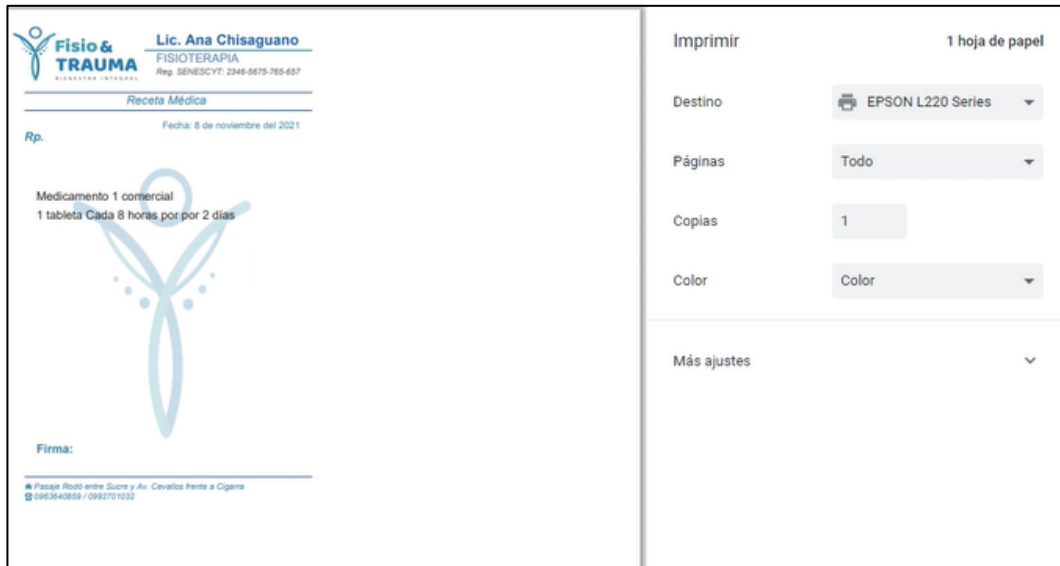 Fisio &
TRAUMA
BIENESTAR INTEGRAL
Lic. Ana Chisaguano
FISIOTERAPIA
Reg. SENESCYT: 2346-5675-765-657
Receta Médica
Fecha: 8 de noviembre del 2021
Rp.
Medicamento 1 comercial
1 tableta Cada 8 horas por por 2 días
Firma:
Pasaje Rodó entre Sucre y Av. Cevallos frente a Cigarra
0963640859 / 0992701032
Imprimir 1 hoja de papel
Destino EPSON L220 Series
Páginas Todo
Copias 1
Color Color
Más ajustes